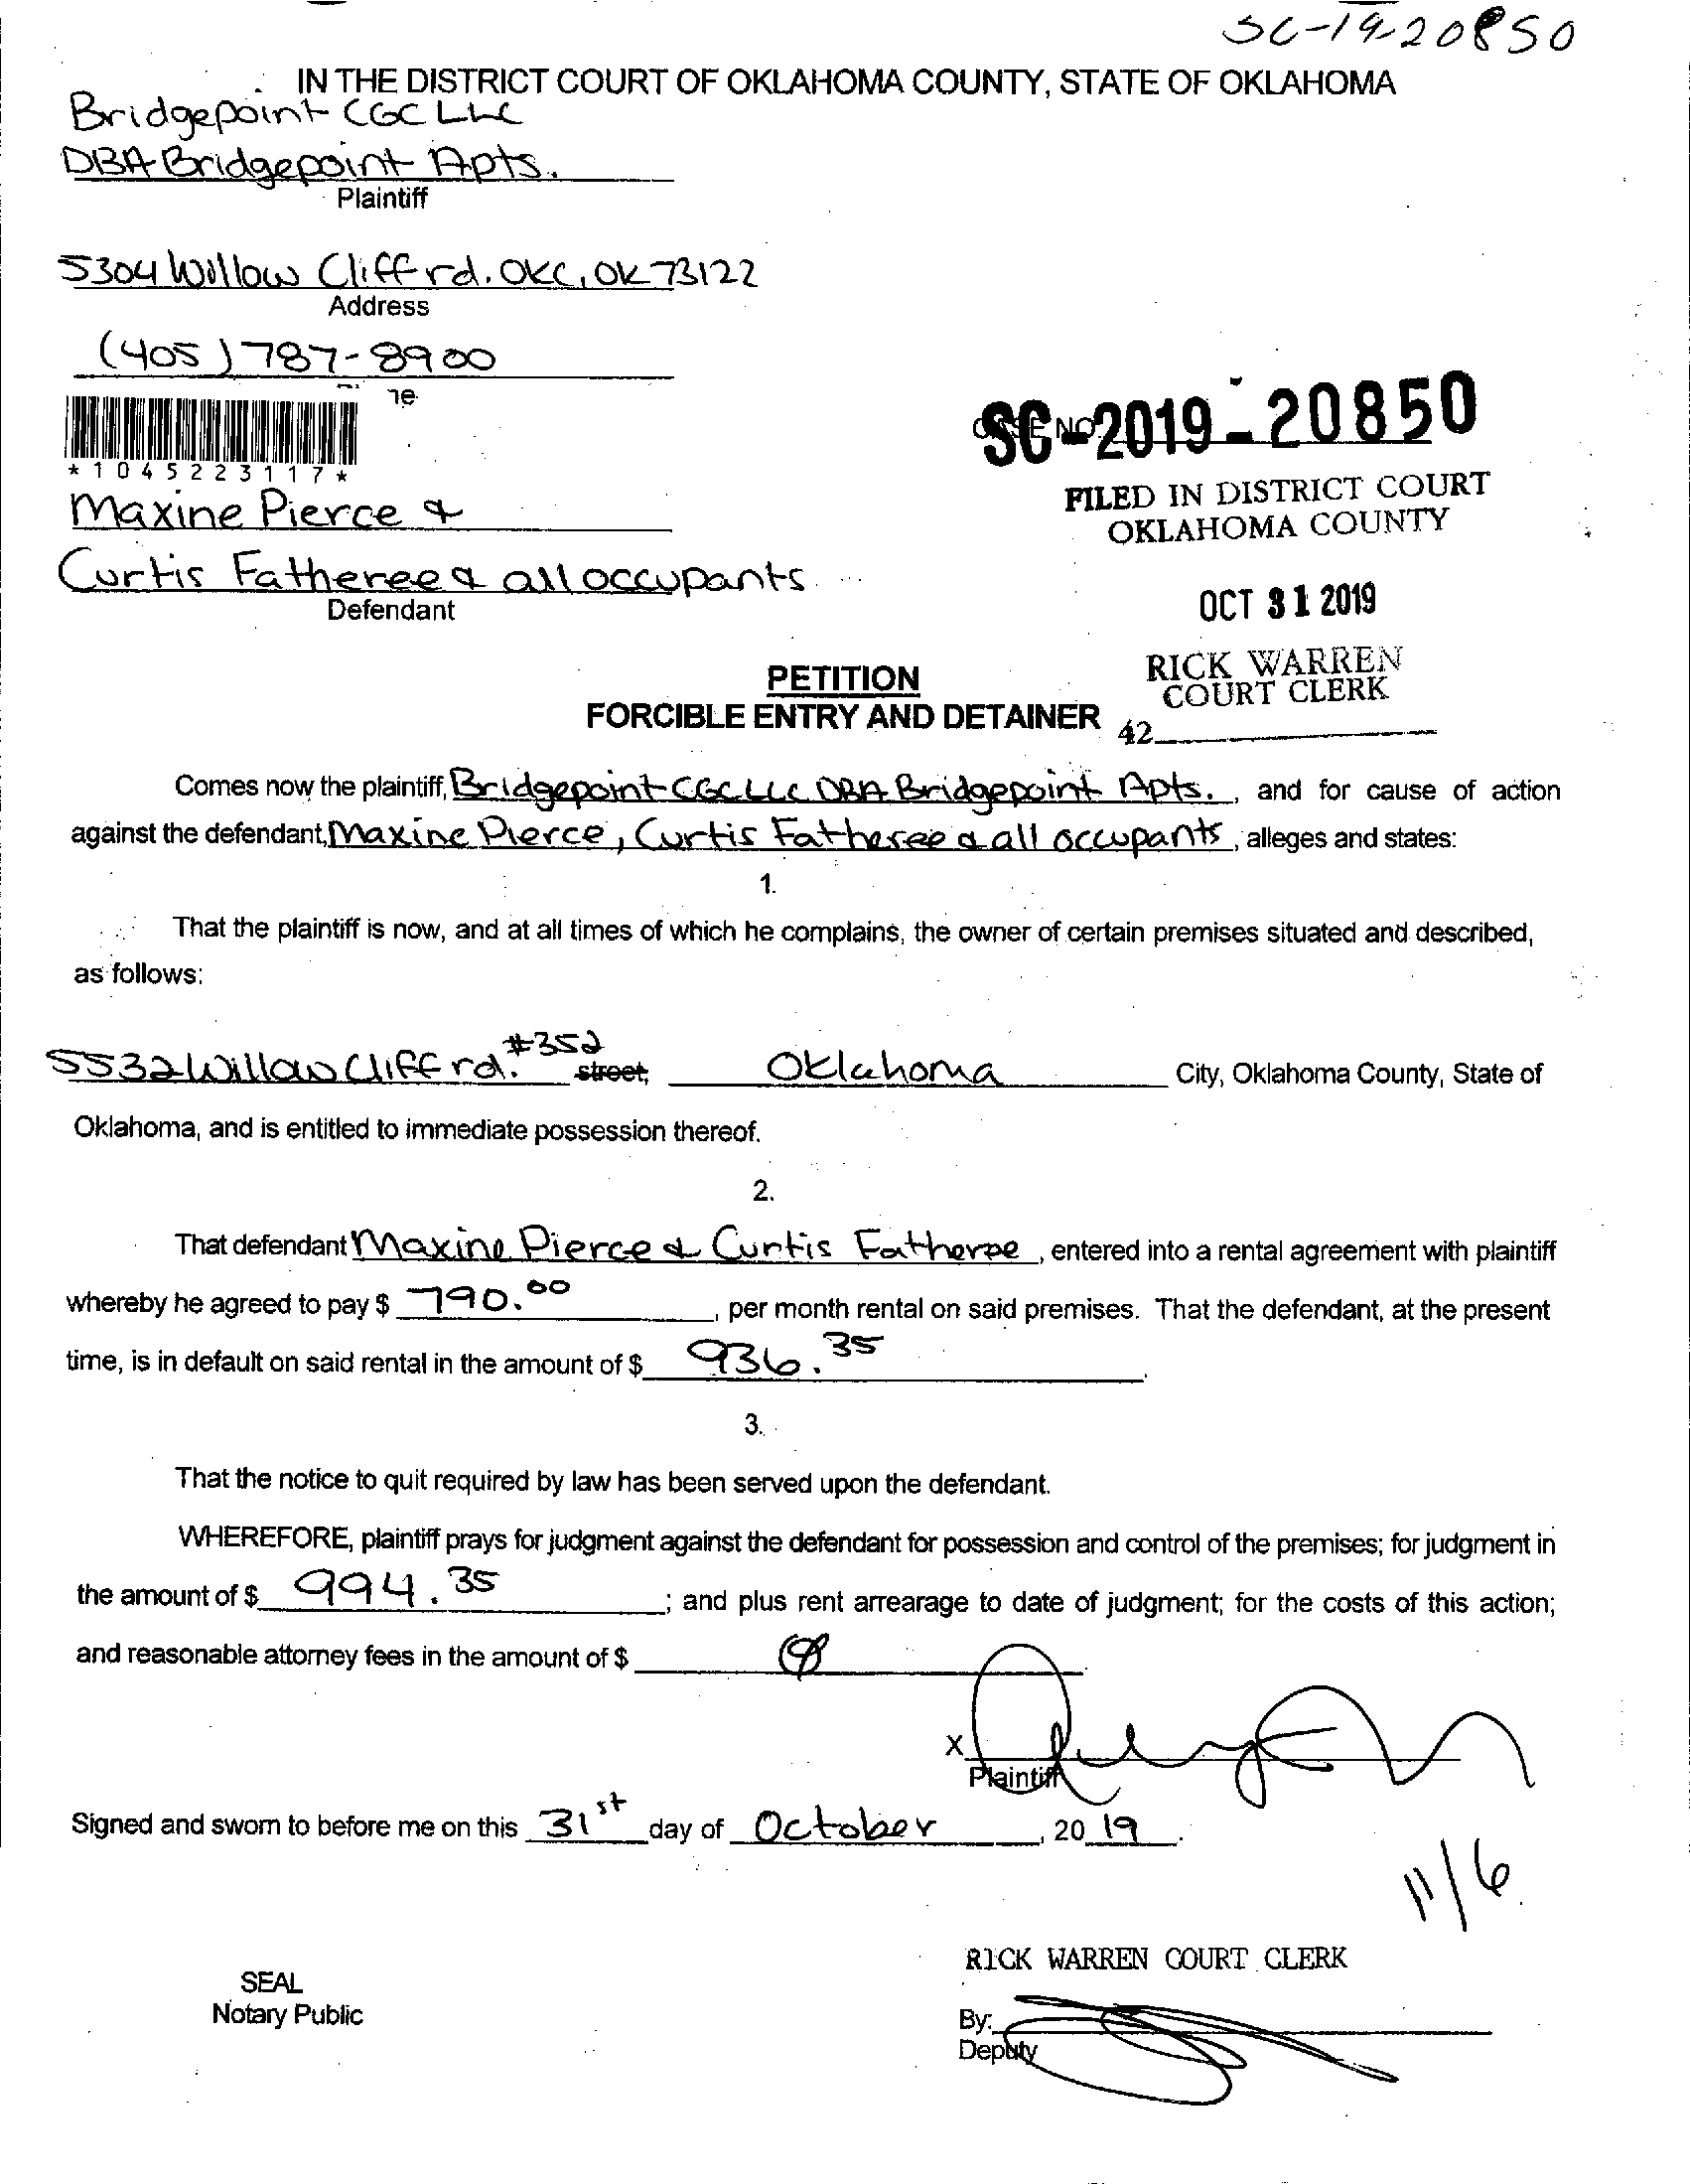 SC-19-20850
IN THE DISTRICT COURT OF OKLAHOMA COUNTY, STATE OF OKLAHOMA
Bridgepoint CGC LLC
DBA Bridgepoint Apts.
Plaintiff
5304 Willow Cliff rd. OKC, OK 73122
Address
(405) 787-8900
ne
*1045223117*
SC-2019-20850
CASE NO.
FILED IN DISTRICT COURT
OKLAHOMA COUNTY
Maxine Pierce &
Curtis Fatheree & all occupants
Defendant
OCT 31 2019
RICK WARREN
COURT CLERK
42
PETITION
FORCIBLE ENTRY AND DETAINER
Comes now the plaintiff, Bridgepoint CGC LLC DBA Bridgepoint Apts., and for cause of action
against the defendant, Maxine Pierce, Curtis Fatheree & all occupants, alleges and states:
1.
That the plaintiff is now, and at all times of which he complains, the owner of certain premises situated and described,
as follows:
5532 Willow Cliff rd. #352 street, Oklahoma City, Oklahoma County, State of
Oklahoma, and is entitled to immediate possession thereof.
2.
That defendant Maxine Pierce & Curtis Fatheree, entered into a rental agreement with plaintiff
whereby he agreed to pay $ 790.00, per month rental on said premises. That the defendant, at the present
time, is in default on said rental in the amount of $ 936.35.
3.
That the notice to quit required by law has been served upon the defendant.
WHEREFORE, plaintiff prays for judgment against the defendant for possession and control of the premises; for judgment in
the amount of $ 994.35; and plus rent arrearage to date of judgment; for the costs of this action;
and reasonable attorney fees in the amount of $
X
Plaintiff
Signed and sworn to before me on this 31st day of October, 20 19.
11/6
RICK WARREN COURT CLERK
SEAL
Notary Public
By:
Deputy